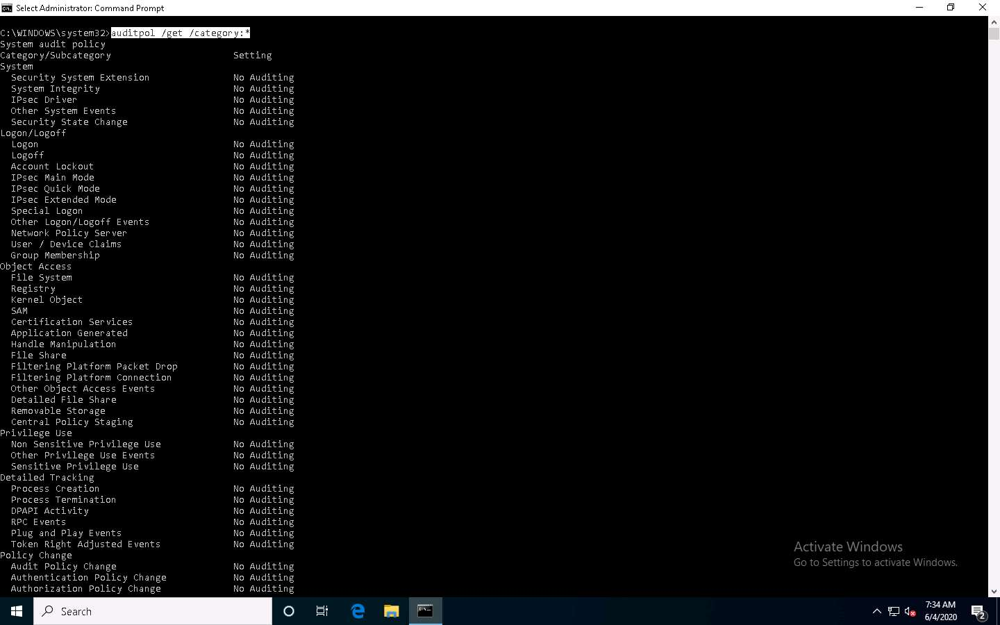 Select Administrator: Command Prompt
C:\WINDOWS\system32>auditpol /get /category:*
System audit policy
Category/Subcategory                      Setting
System
  Security System Extension               No Auditing
  System Integrity                        No Auditing
  IPsec Driver                            No Auditing
  Other System Events                     No Auditing
  Security State Change                   No Auditing
Logon/Logoff
  Logon                                   No Auditing
  Logoff                                  No Auditing
  Account Lockout                         No Auditing
  IPsec Main Mode                         No Auditing
  IPsec Quick Mode                        No Auditing
  IPsec Extended Mode                     No Auditing
  Special Logon                           No Auditing
  Other Logon/Logoff Events               No Auditing
  Network Policy Server                   No Auditing
  User / Device Claims                    No Auditing
  Group Membership                        No Auditing
Object Access
  File System                             No Auditing
  Registry                                No Auditing
  Kernel Object                           No Auditing
  SAM                                     No Auditing
  Certification Services                  No Auditing
  Application Generated                   No Auditing
  Handle Manipulation                     No Auditing
  File Share                              No Auditing
  Filtering Platform Packet Drop          No Auditing
  Filtering Platform Connection           No Auditing
  Other Object Access Events              No Auditing
  Detailed File Share                     No Auditing
  Removable Storage                       No Auditing
  Central Policy Staging                  No Auditing
Privilege Use
  Non Sensitive Privilege Use             No Auditing
  Other Privilege Use Events              No Auditing
  Sensitive Privilege Use                 No Auditing
Detailed Tracking
  Process Creation                        No Auditing
  Process Termination                     No Auditing
  DPAPI Activity                          No Auditing
  RPC Events                              No Auditing
  Plug and Play Events                    No Auditing
  Token Right Adjusted Events             No Auditing
Policy Change
  Audit Policy Change                     No Auditing
  Authentication Policy Change            No Auditing
  Authorization Policy Change             No Auditing
Activate Windows
Go to Settings to activate Windows.
Search
7:34 AM
6/4/2020
2